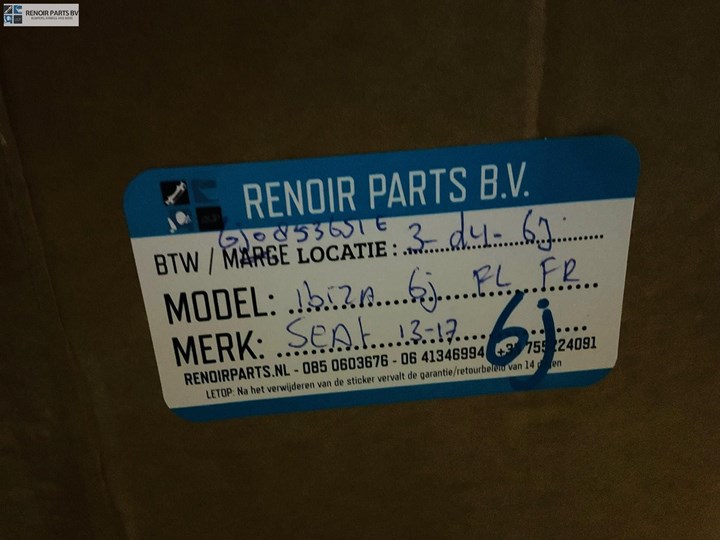 RENOIR PARTS BV
RENOIR PARTS B.V.
6J0853651E
BTW / MARGE LOCATIE: 3-d4-6J
MODEL: ibizA 6j FL FR
MERK: SEAt 13-17 6j
RENOIRPARTS.NL - 085 0603676 - 06 41346994
LETOP: Na het verwijderen van de sticker vervalt de garantie/retourbeleid van 14 dagen